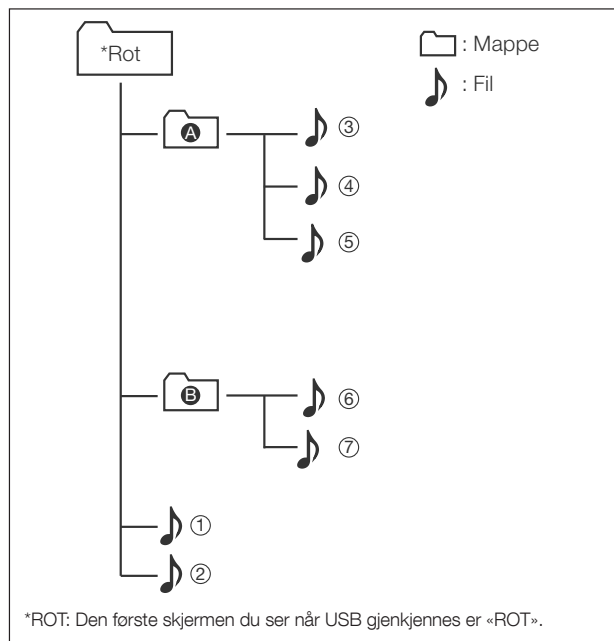 *Rot
: Mappe
: Fil
A
③
④
⑤
B
⑥
⑦
①
②
*ROT: Den første skjermen du ser når USB gjenkjennes er «ROT».